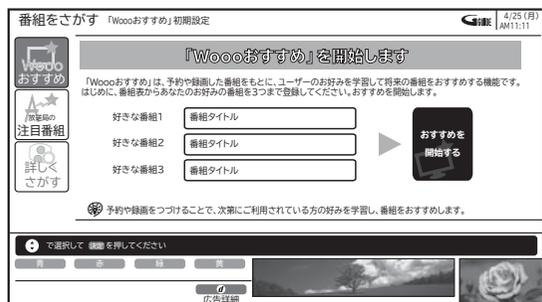 番組をさがす 「Woooおすすめ」初期設定
G GUIDE
4/25(月)
AM11:11
Wooo
おすすめ
放送局の
注目番組
詳しく
さがす
「Woooおすすめ」を開始します
「Woooおすすめ」は、予約や録画した番組をもとに、ユーザーのお好みを学習して将来の番組をおすすめする機能です。
はじめに、番組表からあなたのお好みの番組を3つまで登録してください。おすすめを開始します。
好きな番組1 番組タイトル
好きな番組2 番組タイトル
好きな番組3 番組タイトル
おすすめを
開始する
予約や録画をつづけることで、次第にご利用されている方の好みを学習し、番組をおすすめします。
で選択して 決定 を押してください
青 赤 緑 黄
d
広告詳細